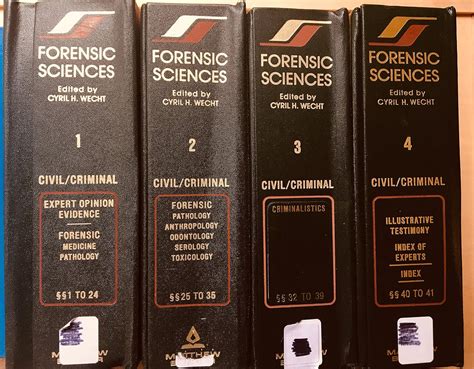 FORENSIC
SCIENCES
Edited by
CYRIL H. WECHT
1
CIVIL/CRIMINAL
EXPERT OPINION
EVIDENCE
FORENSIC
MEDICINE
PATHOLOGY
§§1 TO 24
FORENSIC
SCIENCES
Edited by
CYRIL H. WECHT
2
CIVIL/CRIMINAL
FORENSIC
PATHOLOGY
ANTHROPOLOGY
ODONTOLOGY
SEROLOGY
TOXICOLOGY
§§25 TO 35
MATTHEW
FORENSIC
SCIENCES
Edited by
CYRIL H. WECHT
3
CIVIL/CRIMINAL
CRIMINALISTICS
§§ 32 TO 39
FORENSIC
SCIENCES
Edited by
CYRIL H. WECHT
4
CIVIL/CRIMINAL
ILLUSTRATIVE
TESTIMONY
INDEX OF
EXPERTS
INDEX
§§ 40 TO 41